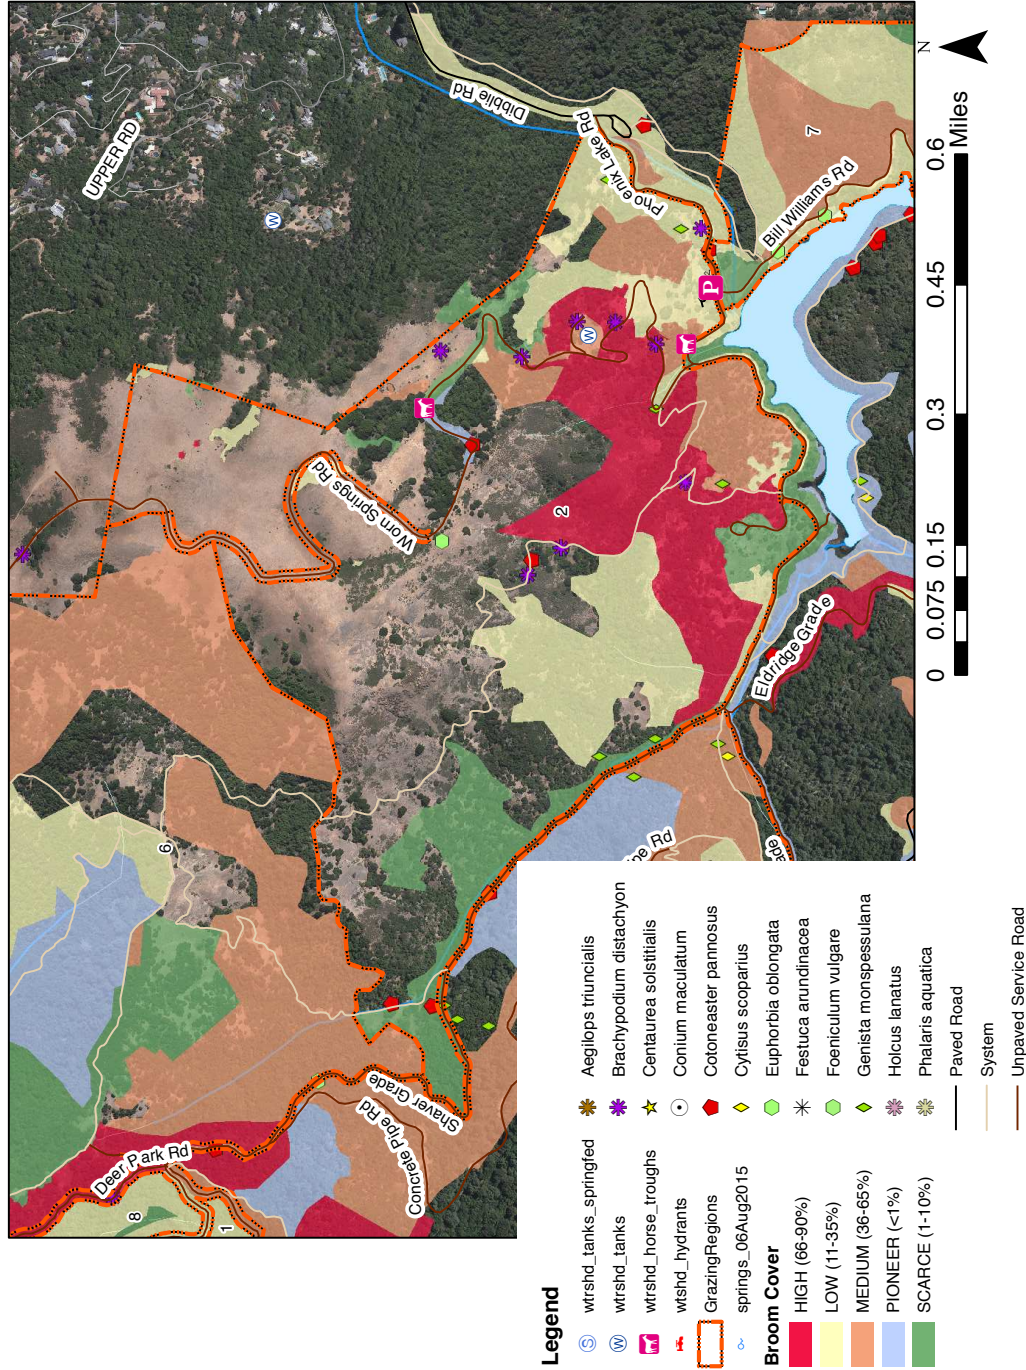 UPPER RD
W
Dibblie Rd
Phoenix Lake Rd
Bill Williams Rd
7
P
W
Worn Springs Rd
2
Eldridge Grade
6
ipe Rd
ade
Deer Park Rd
Shaver Grade
Concrete Pipe Rd
8
1
N
0 0.075 0.15 0.3 0.45 0.6
Miles
Legend
S wtrshd_tanks_springfed
W wtrshd_tanks
wtrshd_horse_troughs
wtshd_hydrants
GrazingRegions
springs_06Aug2015
Broom Cover
HIGH (66-90%)
LOW (11-35%)
MEDIUM (36-65%)
PIONEER (<1%)
SCARCE (1-10%)
Aegilops triuncialis
Brachypodium distachyon
Centaurea solstitialis
Conium maculatum
Cotoneaster pannosus
Cytisus scoparius
Euphorbia oblongata
Festuca arundinacea
Foeniculum vulgare
Genista monspessulana
Holcus lanatus
Phalaris aquatica
Paved Road
System
Unpaved Service Road